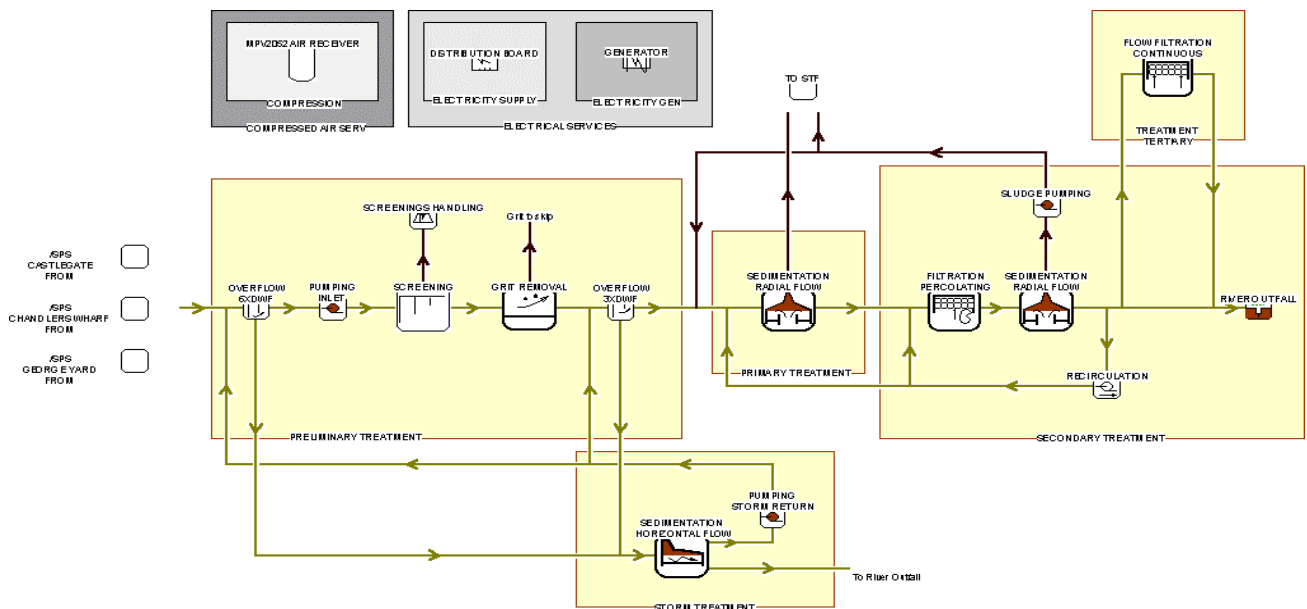 MPV2052 AIR RECEIVER
COMPRESSION
COMPRESSED AIR SERV
DISTRIBUTION BOARD
ELECTRICITY SUPPLY
GENERATOR
ELECTRICITY GEN
ELECTRICAL SERVICES
TO STF
FLOW FILTRATION
CONTINUOUS
TREATMENT
TERTIARY
SCREENINGS HANDLING
Grit to skip
SLUDGE PUMPING
/SPS
CASTLEGATE
FROM
/SPS
CHANDLERS WHARF
FROM
/SPS
GEORGE YARD
FROM
OVERFLOW
6XDWF
PUMPING
INLET
SCREENING
GRIT REMOVAL
OVERFLOW
3XDWF
SEDIMENTATION
RADIAL FLOW
FILTRATION
PERCOLATING
SEDIMENTATION
RADIAL FLOW
RIVER OUTFALL
PRIMARY TREATMENT
RECIRCULATION
PRELIMINARY TREATMENT
SECONDARY TREATMENT
PUMPING
STORM RETURN
SEDIMENTATION
HORIZONTAL FLOW
To River Outfall
STORM TREATMENT